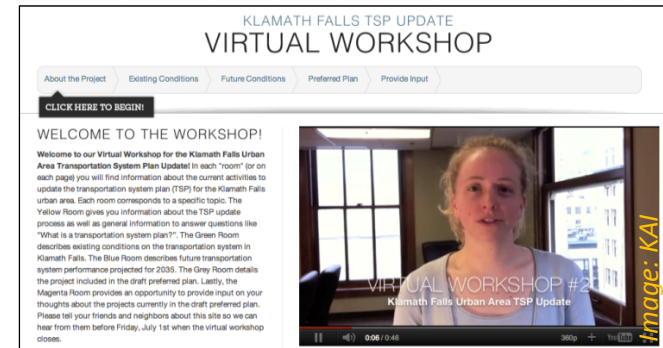 KLAMATH FALLS TSP UPDATE
VIRTUAL WORKSHOP
About the Project
Existing Conditions
Future Conditions
Preferred Plan
Provide Input
CLICK HERE TO BEGIN!
WELCOME TO THE WORKSHOP!
Welcome to our Virtual Workshop for the Klamath Falls Urban
Area Transportation System Plan Update! In each "room" (or on
each page) you will find information about the current activities to
update the transportation system plan (TSP) for the Klamath Falls
urban area. Each room corresponds to a specific topic. The
Yellow Room gives you information about the TSP update
process as well as general information to answer questions like
"What is a transportation system plan?". The Green Room
describes existing conditions on the transportation system in
Klamath Falls. The Blue Room describes future transportation
system performance projected for 2035. The Grey Room details
the project included in the draft preferred plan. Lastly, the
Magenta Room provides an opportunity to provide input on your
thoughts about the projects currently in the draft preferred plan.
Please tell your friends and neighbors about this site so we can
hear from them before Friday, July 1st when the virtual workshop
closes.
VIRTUAL WORKSHOP #2
Klamath Falls Urban Area TSP Update
0:06 / 0:46
360p
YouTube
Image: KAI